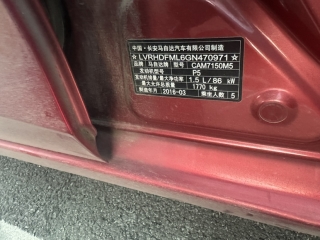 中国·长安马自达汽车有限公司制造
★LVRHDFML6GN470971★
品牌 马自达 型号 CAM7150M5
发动机型号 P5
发动机排量/最大净功率 1.5 L/86 kW
最大允许总质量 1770 kg
制造年月 2016-03 乘坐人数 5